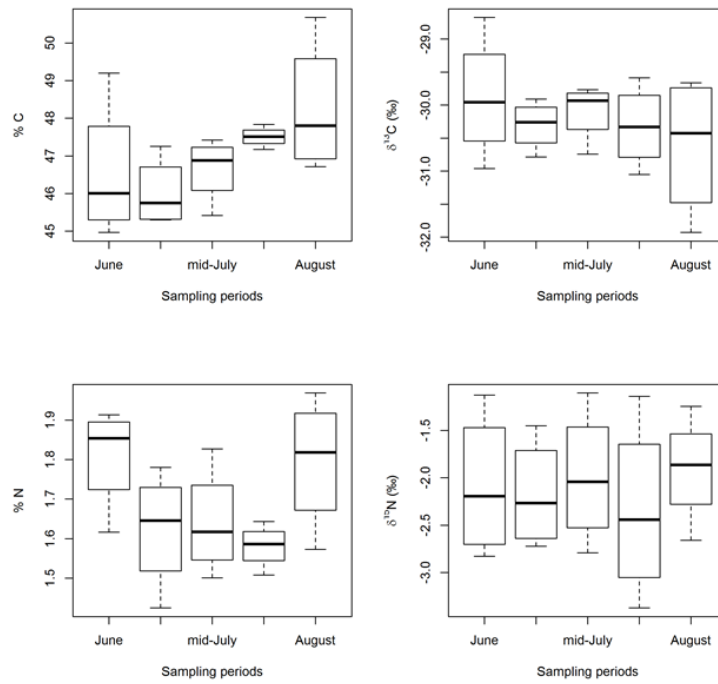 % C
50
49
48
47
46
45
June mid-July August
Sampling periods
δ¹³C (‰)
-29.0
-30.0
-31.0
-32.0
June mid-July August
Sampling periods
% N
1.9
1.8
1.7
1.6
1.5
June mid-July August
Sampling periods
δ¹⁵N (‰)
-1.5
-2.0
-2.5
-3.0
June mid-July August
Sampling periods